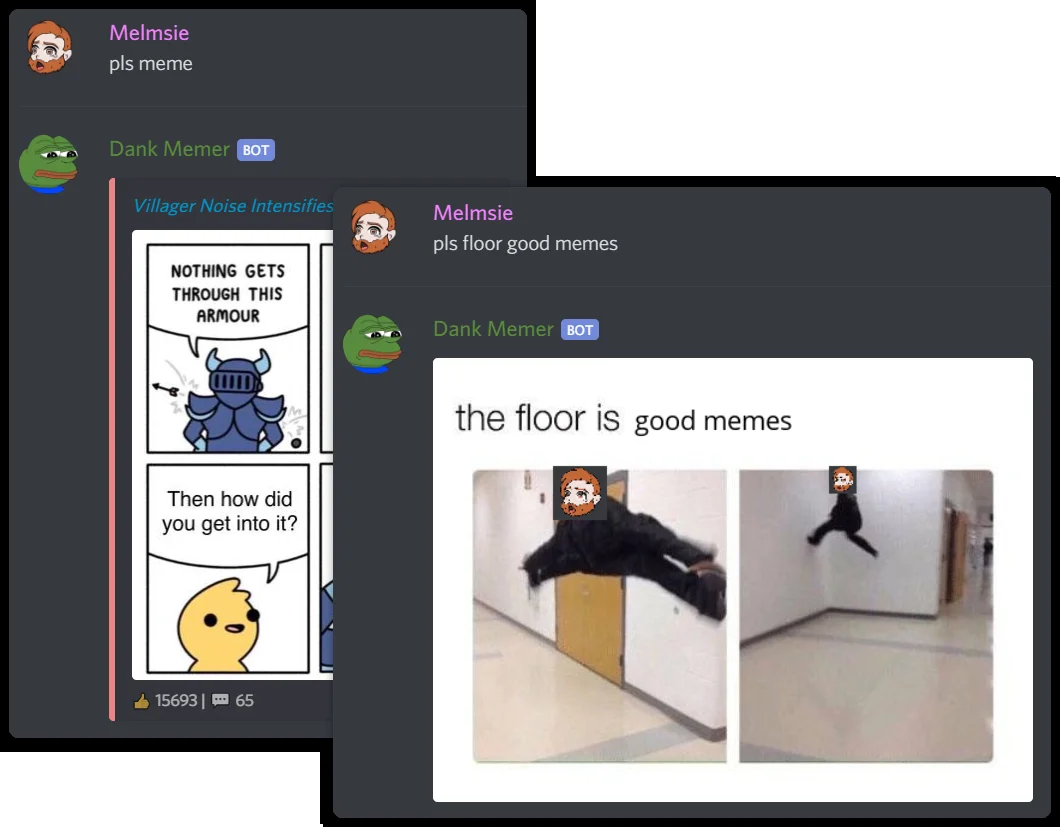 Melmsie
pls meme
Dank Memer BOT
Villager Noise Intensifies
NOTHING GETS
THROUGH THIS
ARMOUR
Then how did
you get into it?
15693 | 65
Melmsie
pls floor good memes
Dank Memer BOT
the floor is good memes